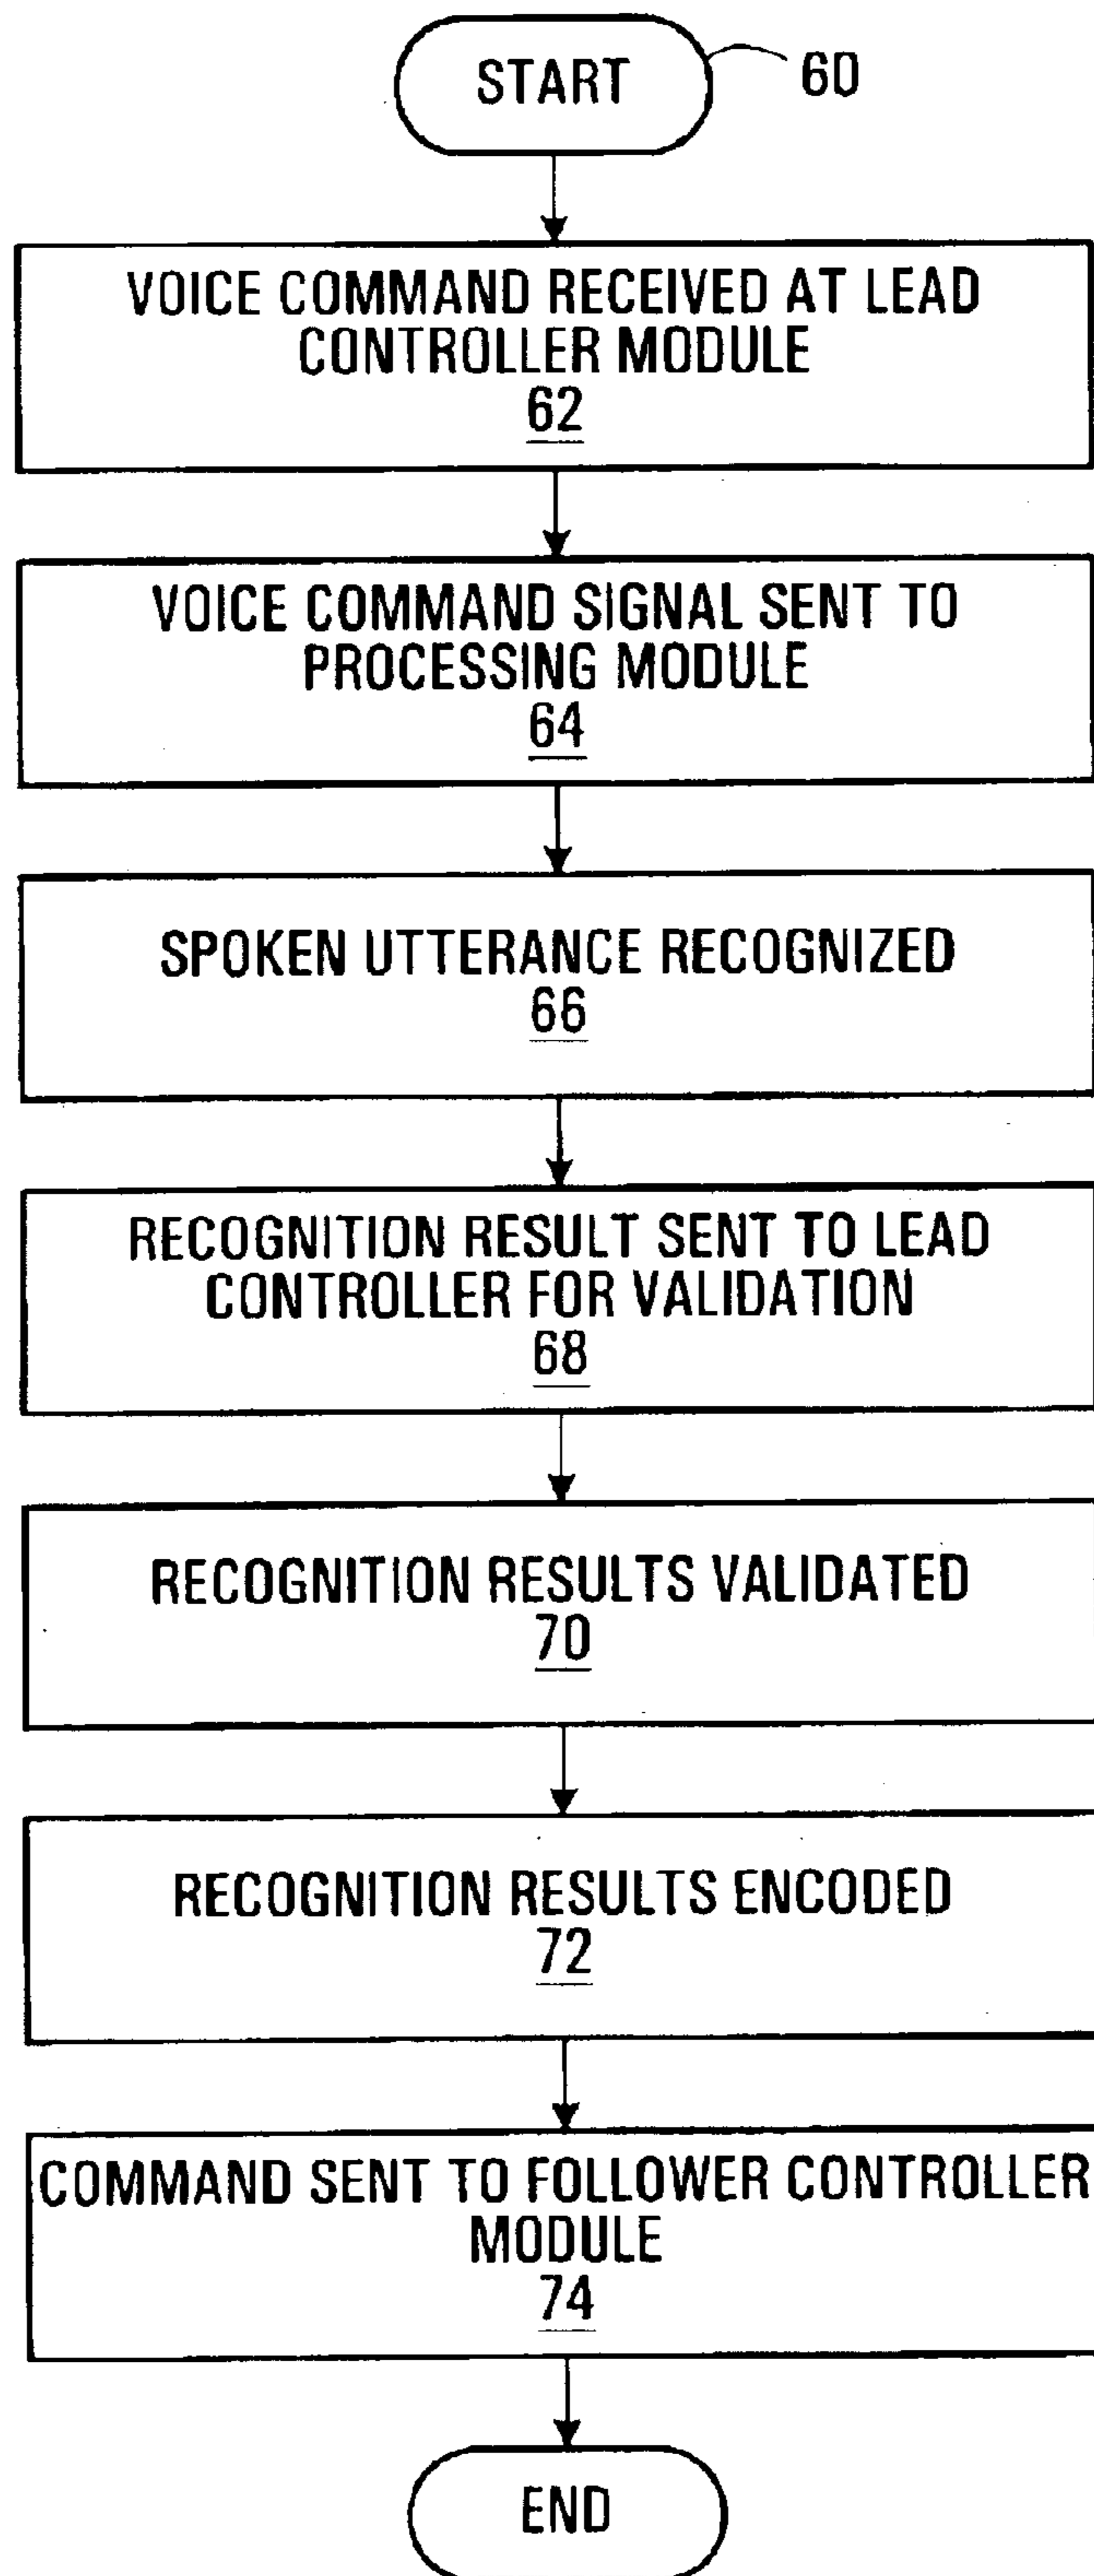 START
60
VOICE COMMAND RECEIVED AT LEAD
CONTROLLER MODULE
62
VOICE COMMAND SIGNAL SENT TO
PROCESSING MODULE
64
SPOKEN UTTERANCE RECOGNIZED
66
RECOGNITION RESULT SENT TO LEAD
CONTROLLER FOR VALIDATION
68
RECOGNITION RESULTS VALIDATED
70
RECOGNITION RESULTS ENCODED
72
COMMAND SENT TO FOLLOWER CONTROLLER
MODULE
74
END